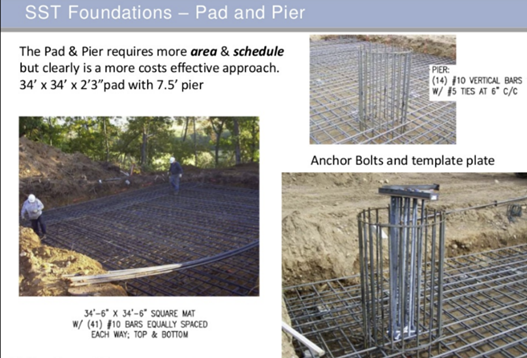 SST Foundations – Pad and Pier
The Pad & Pier requires more area & schedule
but clearly is a more costs effective approach.
34’ x 34’ x 2’3”pad with 7.5’ pier
PIER:
(14) #10 VERTICAL BARS
W/ #5 TIES AT 6" C/C
Anchor Bolts and template plate
34'-6" X 34'-6" SQUARE MAT
W/ (41) #10 BARS EQUALLY SPACED
EACH WAY; TOP & BOTTOM